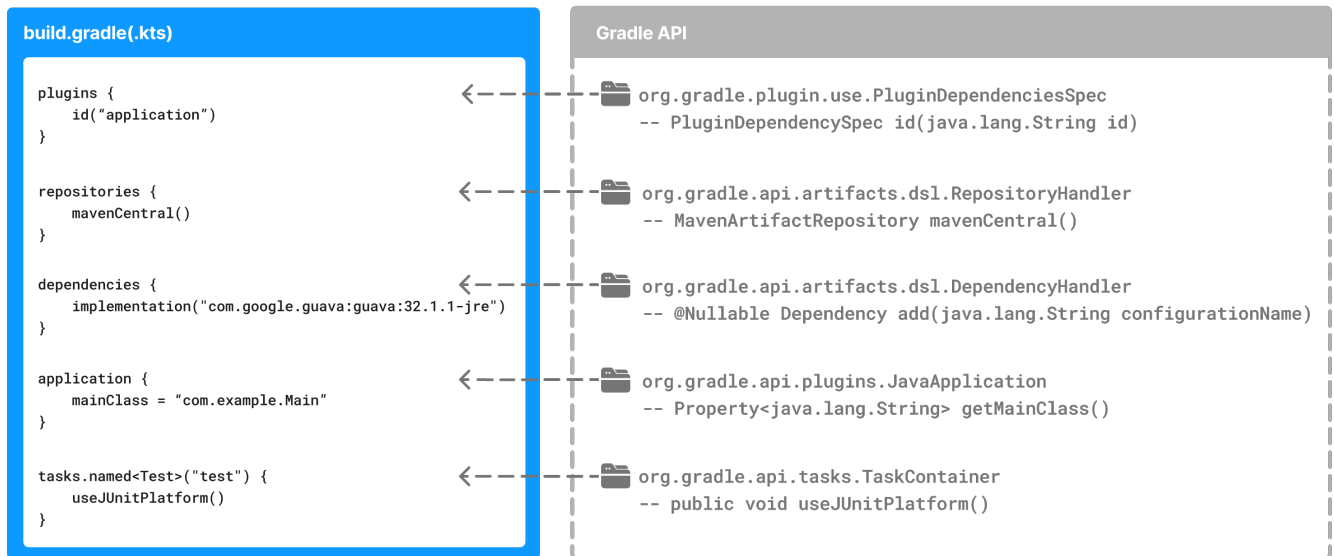 build.gradle(.kts)
plugins {
    id(“application”)
}
repositories {
    mavenCentral()
}
dependencies {
    implementation("com.google.guava:guava:32.1.1-jre")
}
application {
    mainClass = “com.example.Main”
}
tasks.named<Test>("test") {
    useJUnitPlatform()
}
Gradle API
org.gradle.plugin.use.PluginDependenciesSpec
-- PluginDependencySpec id(java.lang.String id)
org.gradle.api.artifacts.dsl.RepositoryHandler
-- MavenArtifactRepository mavenCentral()
org.gradle.api.artifacts.dsl.DependencyHandler
-- @Nullable Dependency add(java.lang.String configurationName)
org.gradle.api.plugins.JavaApplication
-- Property<java.lang.String> getMainClass()
org.gradle.api.tasks.TaskContainer
-- public void useJUnitPlatform()